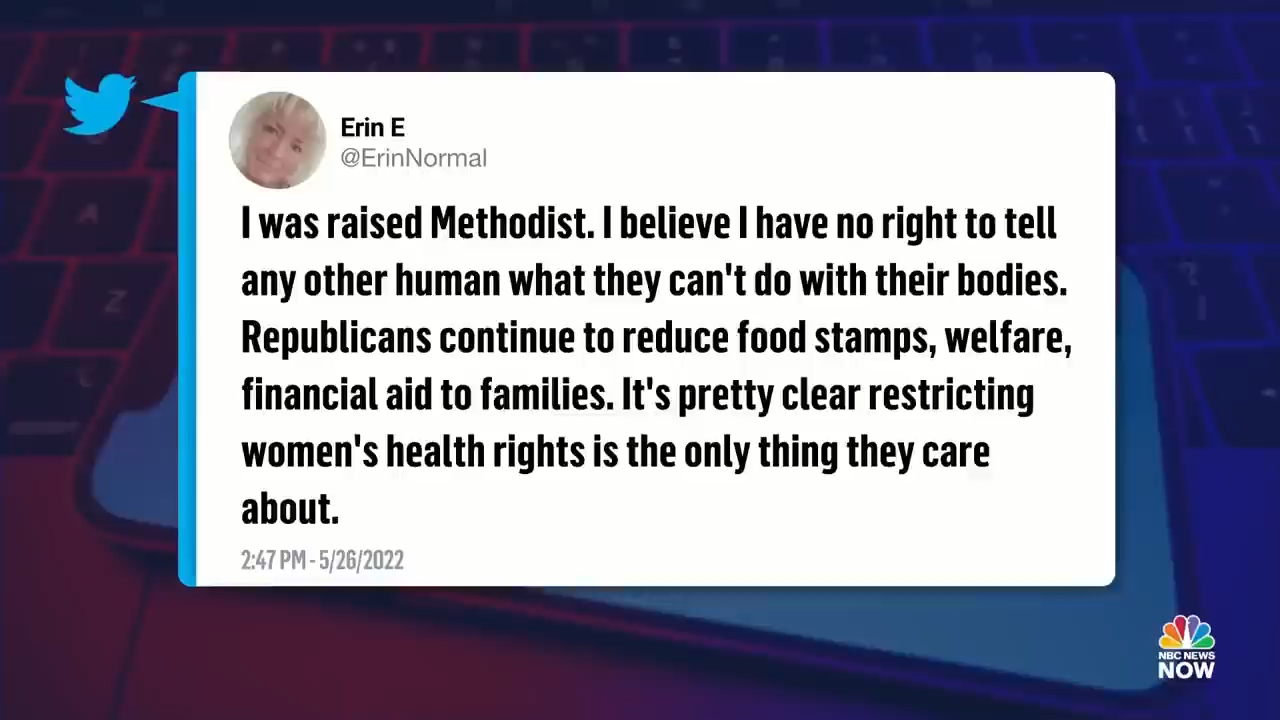 Erin E
@ErinNormal
I was raised Methodist. I believe I have no right to tell
any other human what they can't do with their bodies.
Republicans continue to reduce food stamps, welfare,
financial aid to families. It's pretty clear restricting
women's health rights is the only thing they care
about.
2:47 PM - 5/26/2022
A
Z
NBC NEWS
NOW